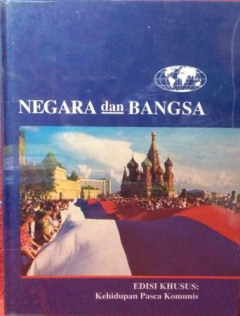 NEGARA dan BANGSA
EDISI KHUSUS:
Kehidupan Pasca Komunis